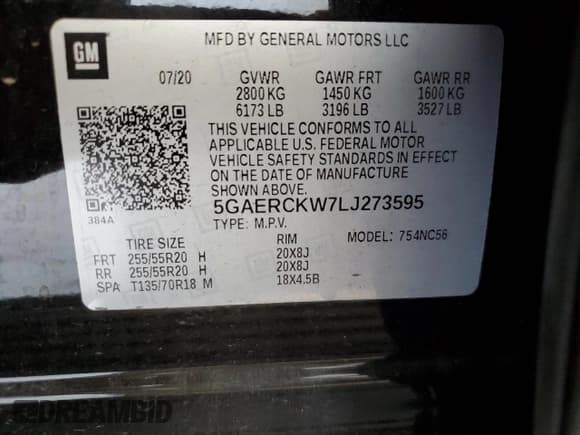 GM
MFD BY GENERAL MOTORS LLC
07/20 GVWR GAWR FRT GAWR RR
2800 KG 1450 KG 1600 KG
6173 LB 3196 LB 3527 LB
THIS VEHICLE CONFORMS TO ALL
APPLICABLE U.S. FEDERAL MOTOR
VEHICLE SAFETY STANDARDS IN EFFECT
ON THE DATE OF MANUFACTURE
SHOWN ABOVE.
384A
5GAERCKW7LJ273595
TYPE: M.P.V. MODEL: 754NC56
TIRE SIZE RIM
FRT 255/55R20 H 20X8J
RR 255/55R20 H 20X8J
SPA T135/70R18 M 18X4.5B
DREAMBID